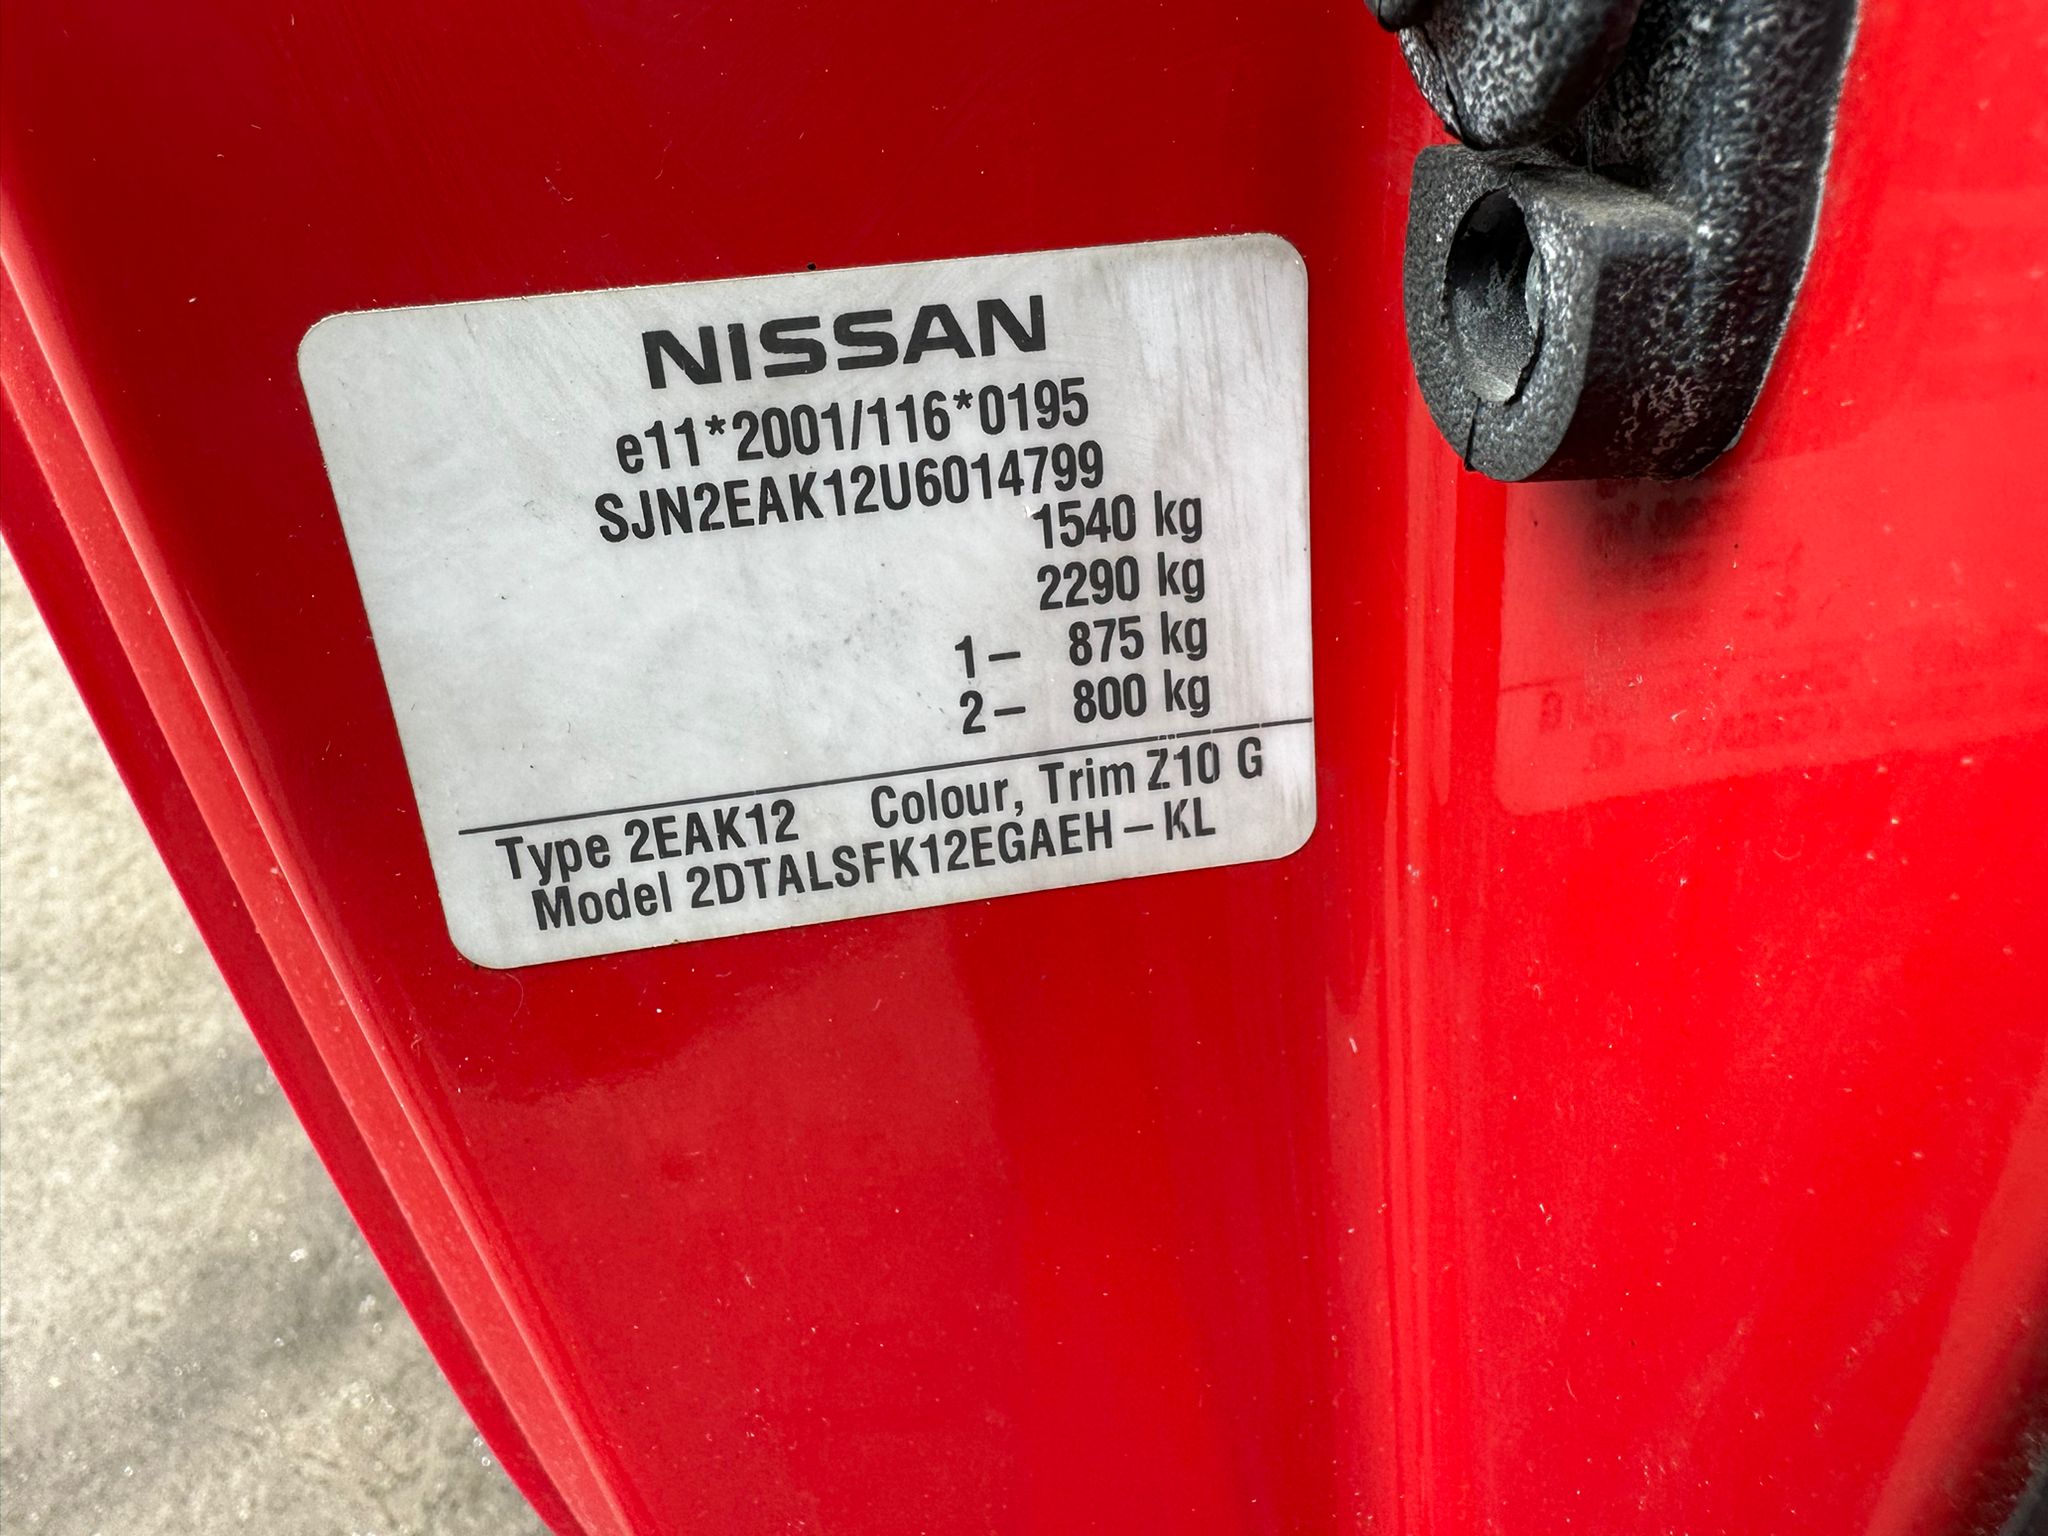 NISSAN
e11*2001/116*0195
SJN2EAK12U6014799
1540 kg
2290 kg
1– 875 kg
2– 800 kg
Type 2EAK12 Colour, Trim Z10 G
Model 2DTALSFK12EGAEH – KL